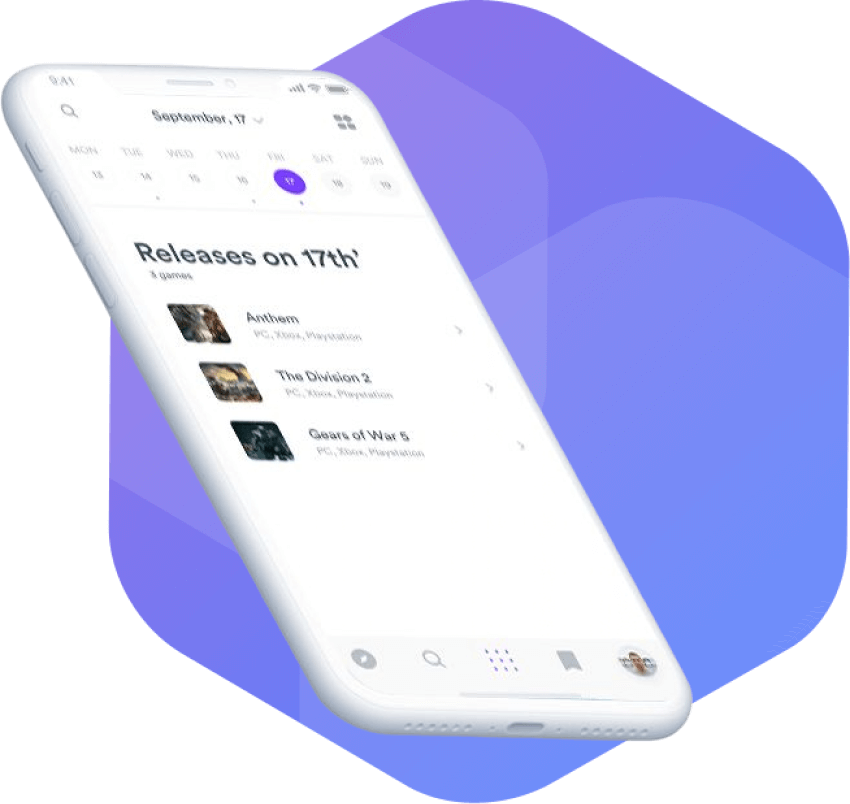 9:41
September, 17
MON TUE WED THU FRI SAT SUN
13 14 15 16 17 18 19
Releases on 17th'
3 games
Anthem
PC, Xbox, Playstation
The Division 2
PC, Xbox, Playstation
Gears of War 5
PC, Xbox, Playstation